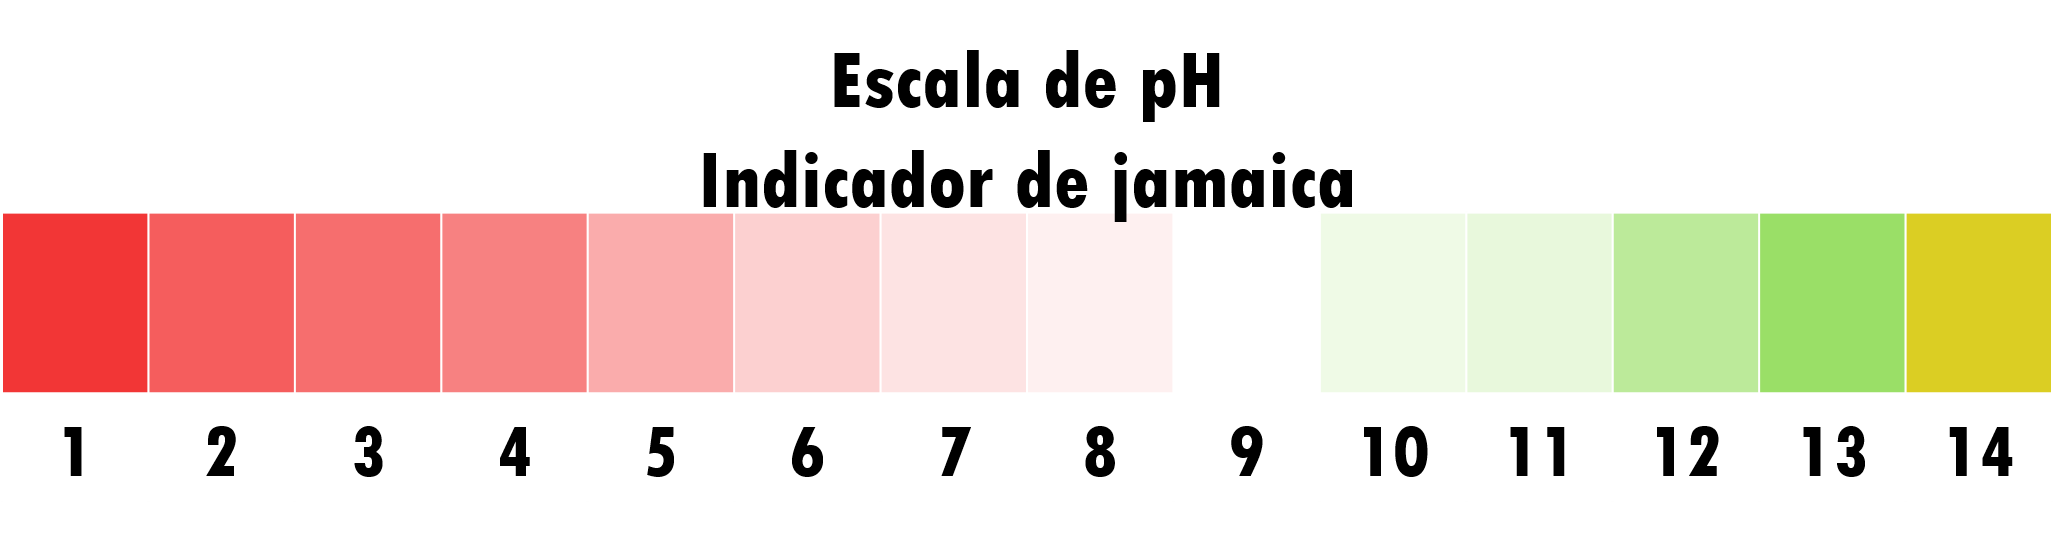 Escala de pH
Indicador de jamaica
1 2 3 4 5 6 7 8 9 10 11 12 13 14